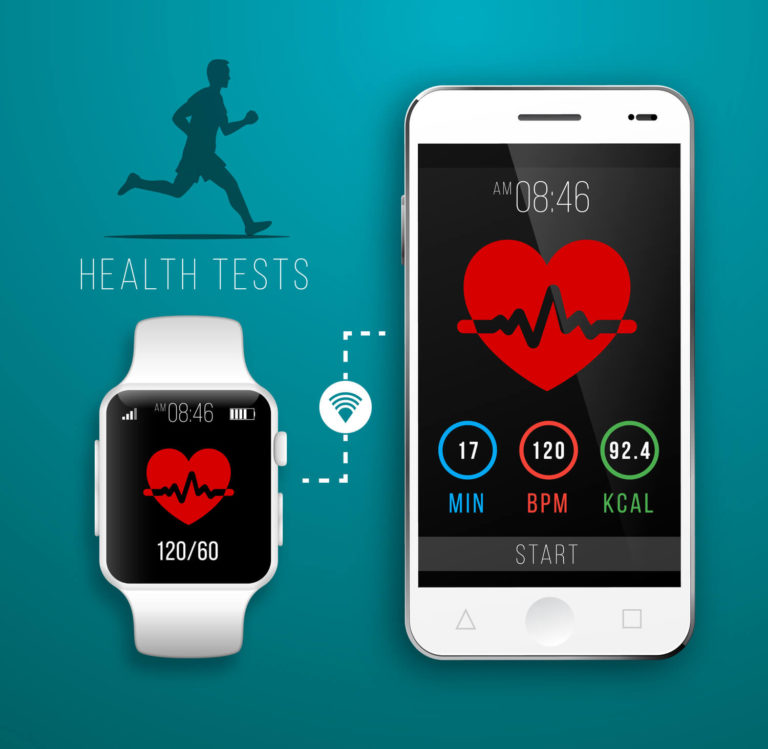 HEALTH TESTS
AM 08:46
120/60
AM 08:46
17 120 92.4
MIN BPM KCAL
START